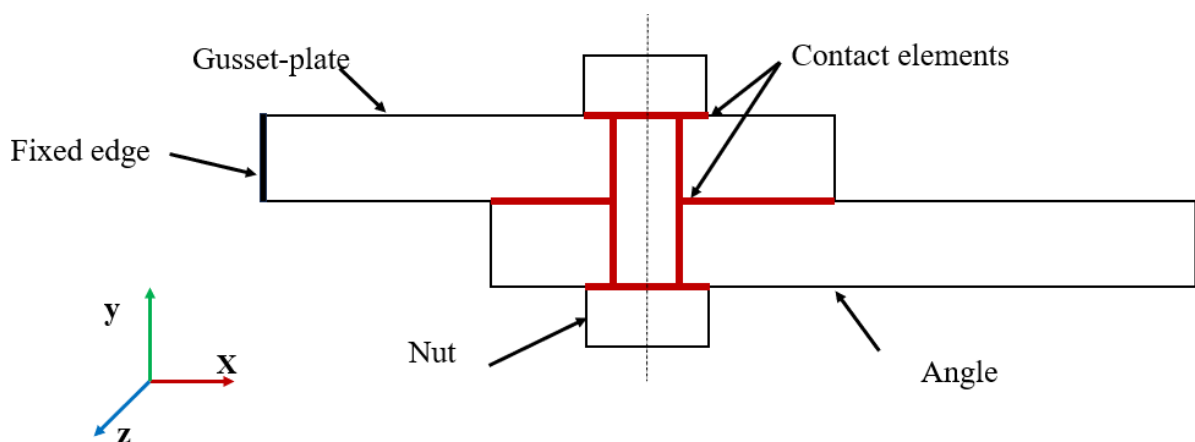 Gusset-plate
Contact elements
Fixed edge
y
X
z
Nut
Angle